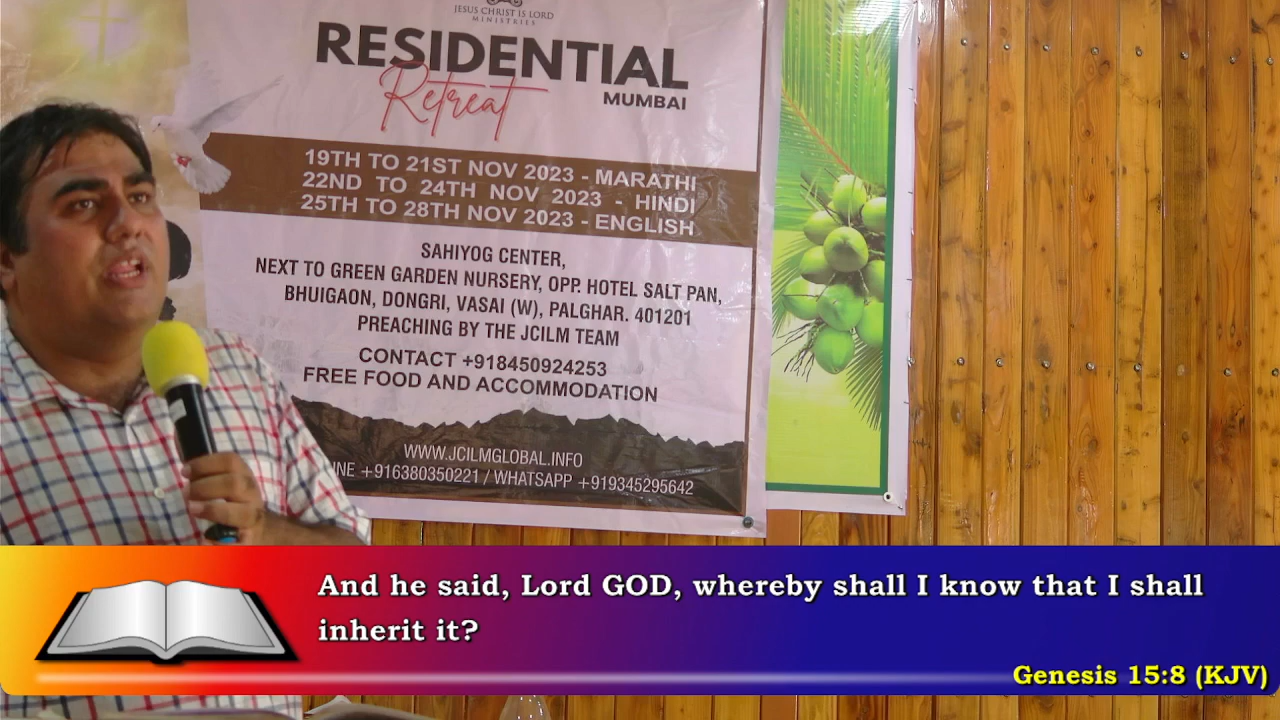 JESUS CHRIST IS LORD
MINISTRIES
RESIDENTIAL
Retreat
MUMBAI
19TH TO 21ST NOV 2023 - MARATHI
22ND TO 24TH NOV 2023 - HINDI
25TH TO 28TH NOV 2023 - ENGLISH
SAHIYOG CENTER,
NEXT TO GREEN GARDEN NURSERY, OPP. HOTEL SALT PAN,
BHUIGAON, DONGRI, VASAI (W), PALGHAR. 401201
PREACHING BY THE JCILM TEAM
CONTACT +918450924253
FREE FOOD AND ACCOMMODATION
WWW.JCILMGLOBAL.INFO
+916380350221 / WHATSAPP +919345295642
And he said, Lord GOD, whereby shall I know that I shall
inherit it?
Genesis 15:8 (KJV)